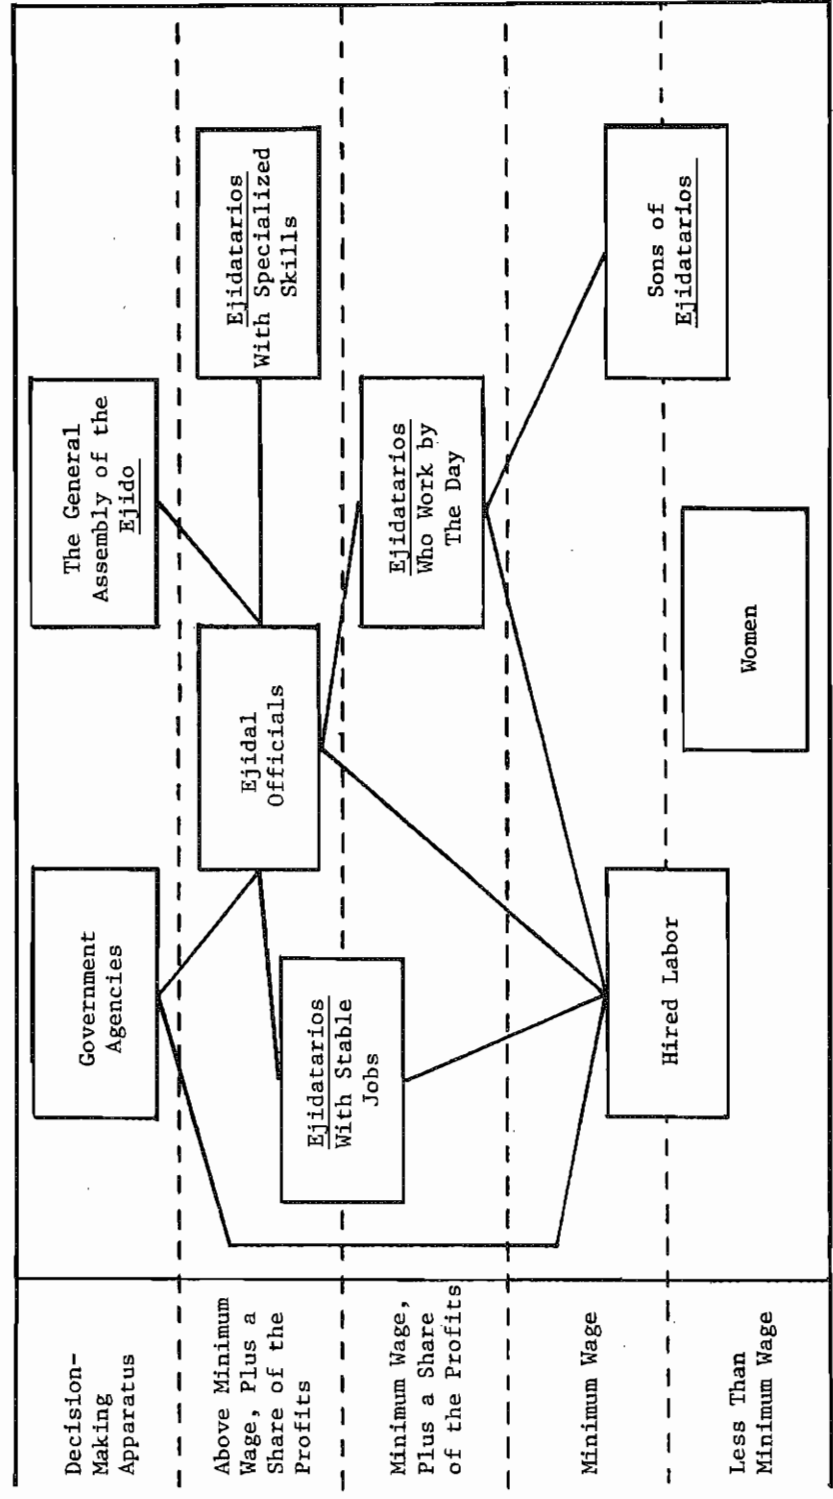 Decision-
Making
Apparatus
Government
Agencies
The General
Assembly of the
Ejido
Above Minimum
Wage, Plus a
Share of the
Profits
Ejidatarios
With Stable
Jobs
Ejidal
Officials
Ejidatarios
With Specialized
Skills
Minimum Wage,
Plus a Share
of the Profits
Ejidatarios
Who Work by
The Day
Minimum Wage
Hired Labor
Sons of
Ejidatarios
Less Than
Minimum Wage
Women